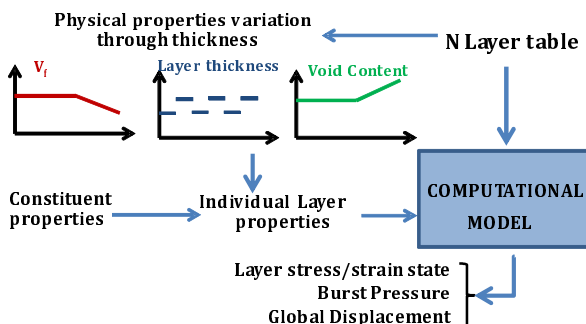 Physical properties variation
through thickness
N Layer table
Vf
Layer thickness
Void Content
Constituent
properties
Individual Layer
properties
COMPUTATIONAL
MODEL
Layer stress/strain state
Burst Pressure
Global Displacement